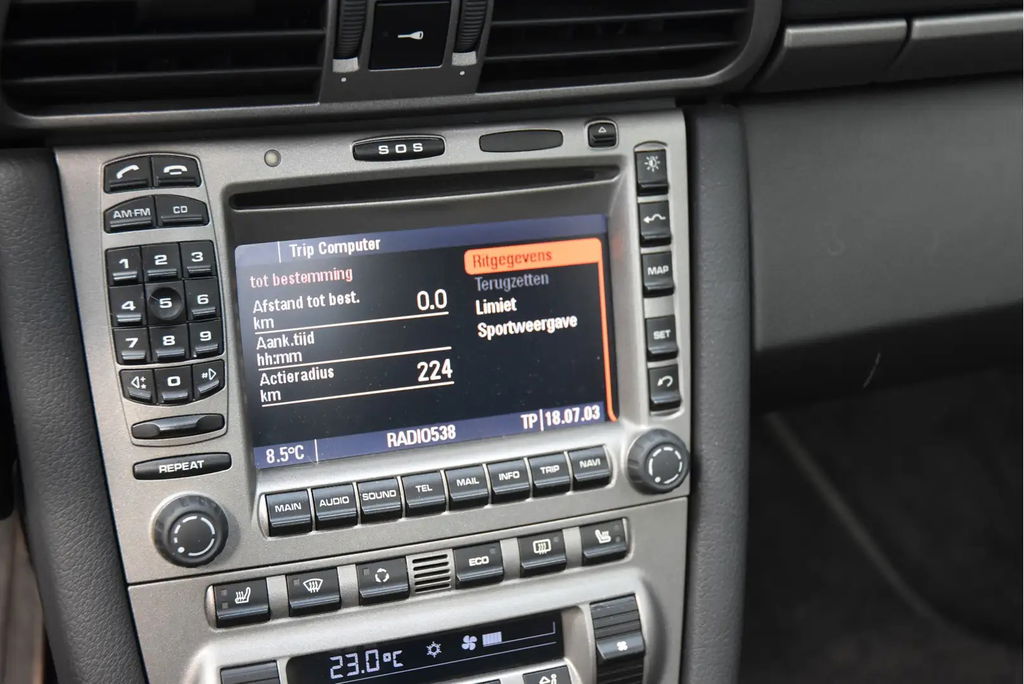 SOS
AM·FM CD
1 2 3
4 5 6
7 8 9
* 0 #
REPEAT
Trip Computer
tot bestemming
Afstand tot best. 0.0
km
Aank.tijd
hh:mm
Actieradius 224
km
Ritgegevens
Terugzetten
Limiet
Sportweergave
8.5°C RADIO538 TP 18.07.03
MAP
SET
MAIN AUDIO SOUND TEL MAIL INFO TRIP NAVI
ECO
23.0°C